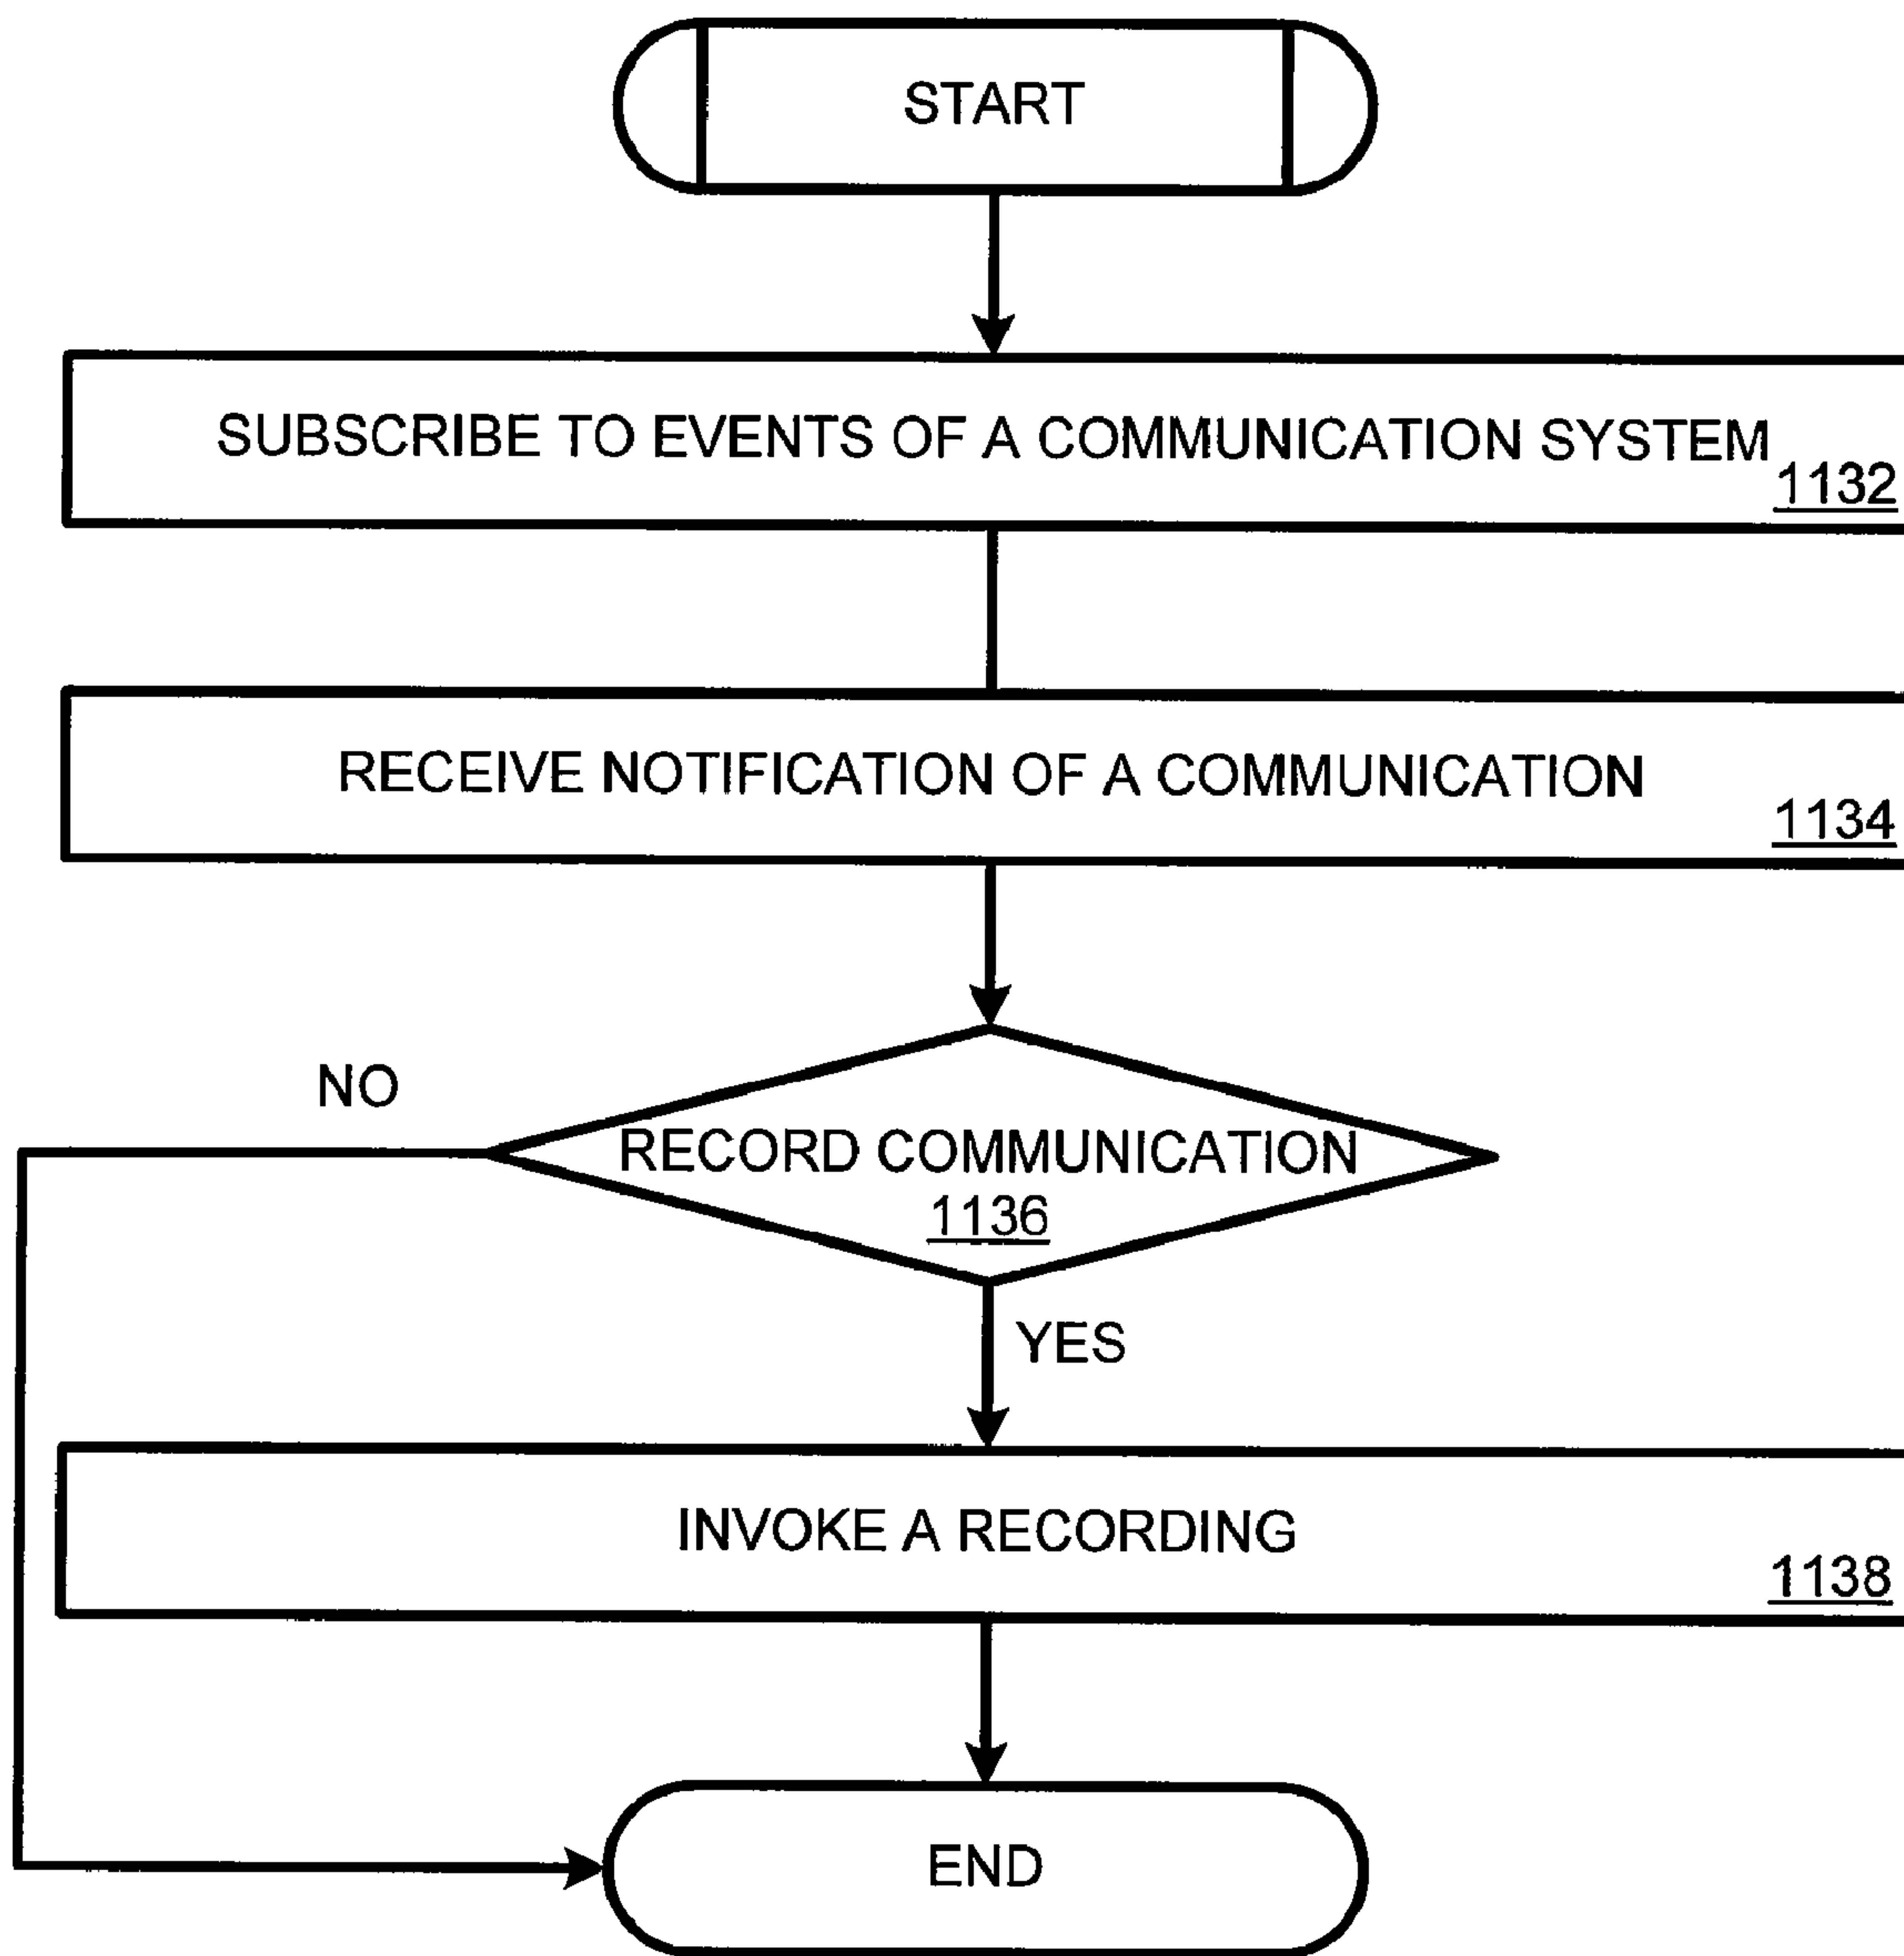 START
SUBSCRIBE TO EVENTS OF A COMMUNICATION SYSTEM
1132
RECEIVE NOTIFICATION OF A COMMUNICATION
1134
NO
RECORD COMMUNICATION
1136
YES
INVOKE A RECORDING
1138
END